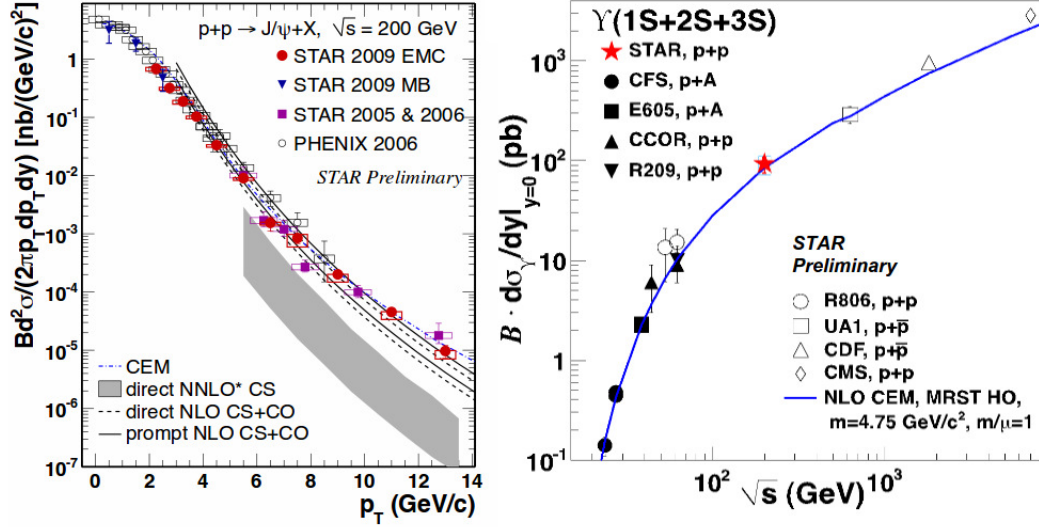 p+p → J/ψ+X, √s = 200 GeV
STAR 2009 EMC
STAR 2009 MB
STAR 2005 & 2006
PHENIX 2006
STAR Preliminary
Bd²σ/(2πp_T dp_T dy) [nb/(GeV/c)²]
1
10⁻¹
10⁻²
10⁻³
10⁻⁴
10⁻⁵
10⁻⁶
10⁻⁷
CEM
direct NNLO* CS
direct NLO CS+CO
prompt NLO CS+CO
0 2 4 6 8 10 12 14
p_T (GeV/c)
ϒ(1S+2S+3S)
STAR, p+p
CFS, p+A
E605, p+A
CCOR, p+p
R209, p+p
B · dσ_ϒ/dy|_y=0 (pb)
10³
10²
10
1
10⁻¹
STAR
Preliminary
R806, p+p
UA1, p+p̅
CDF, p+p̅
CMS, p+p
NLO CEM, MRST HO,
m=4.75 GeV/c², m/μ=1
10² 10³
√s (GeV)